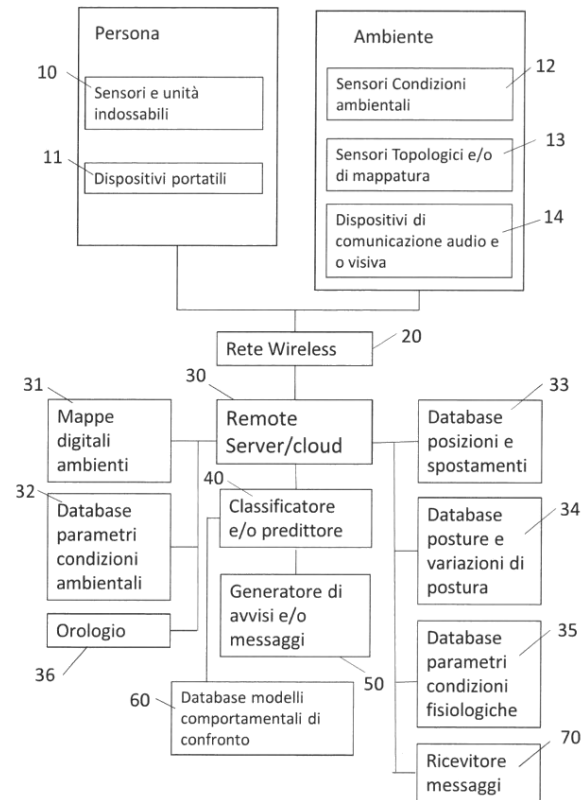 Persona
10
Sensori e unità
indossabili
11
Dispositivi portatili
Ambiente
12
Sensori Condizioni
ambientali
13
Sensori Topologici e/o
di mappatura
14
Dispositivi di
comunicazione audio e
o visiva
20
Rete Wireless
30
Remote
Server/cloud
31
Mappe
digitali
ambienti
32
Database
parametri
condizioni
ambientali
Orologio
36
40
Classificatore
e/o predittore
Generatore di
avvisi e/o
messaggi
50
60
Database modelli
comportamentali di
confronto
33
Database
posizioni e
spostamenti
34
Database
posture e
variazioni di
postura
35
Database
parametri
condizioni
fisiologiche
70
Ricevitore
messaggi